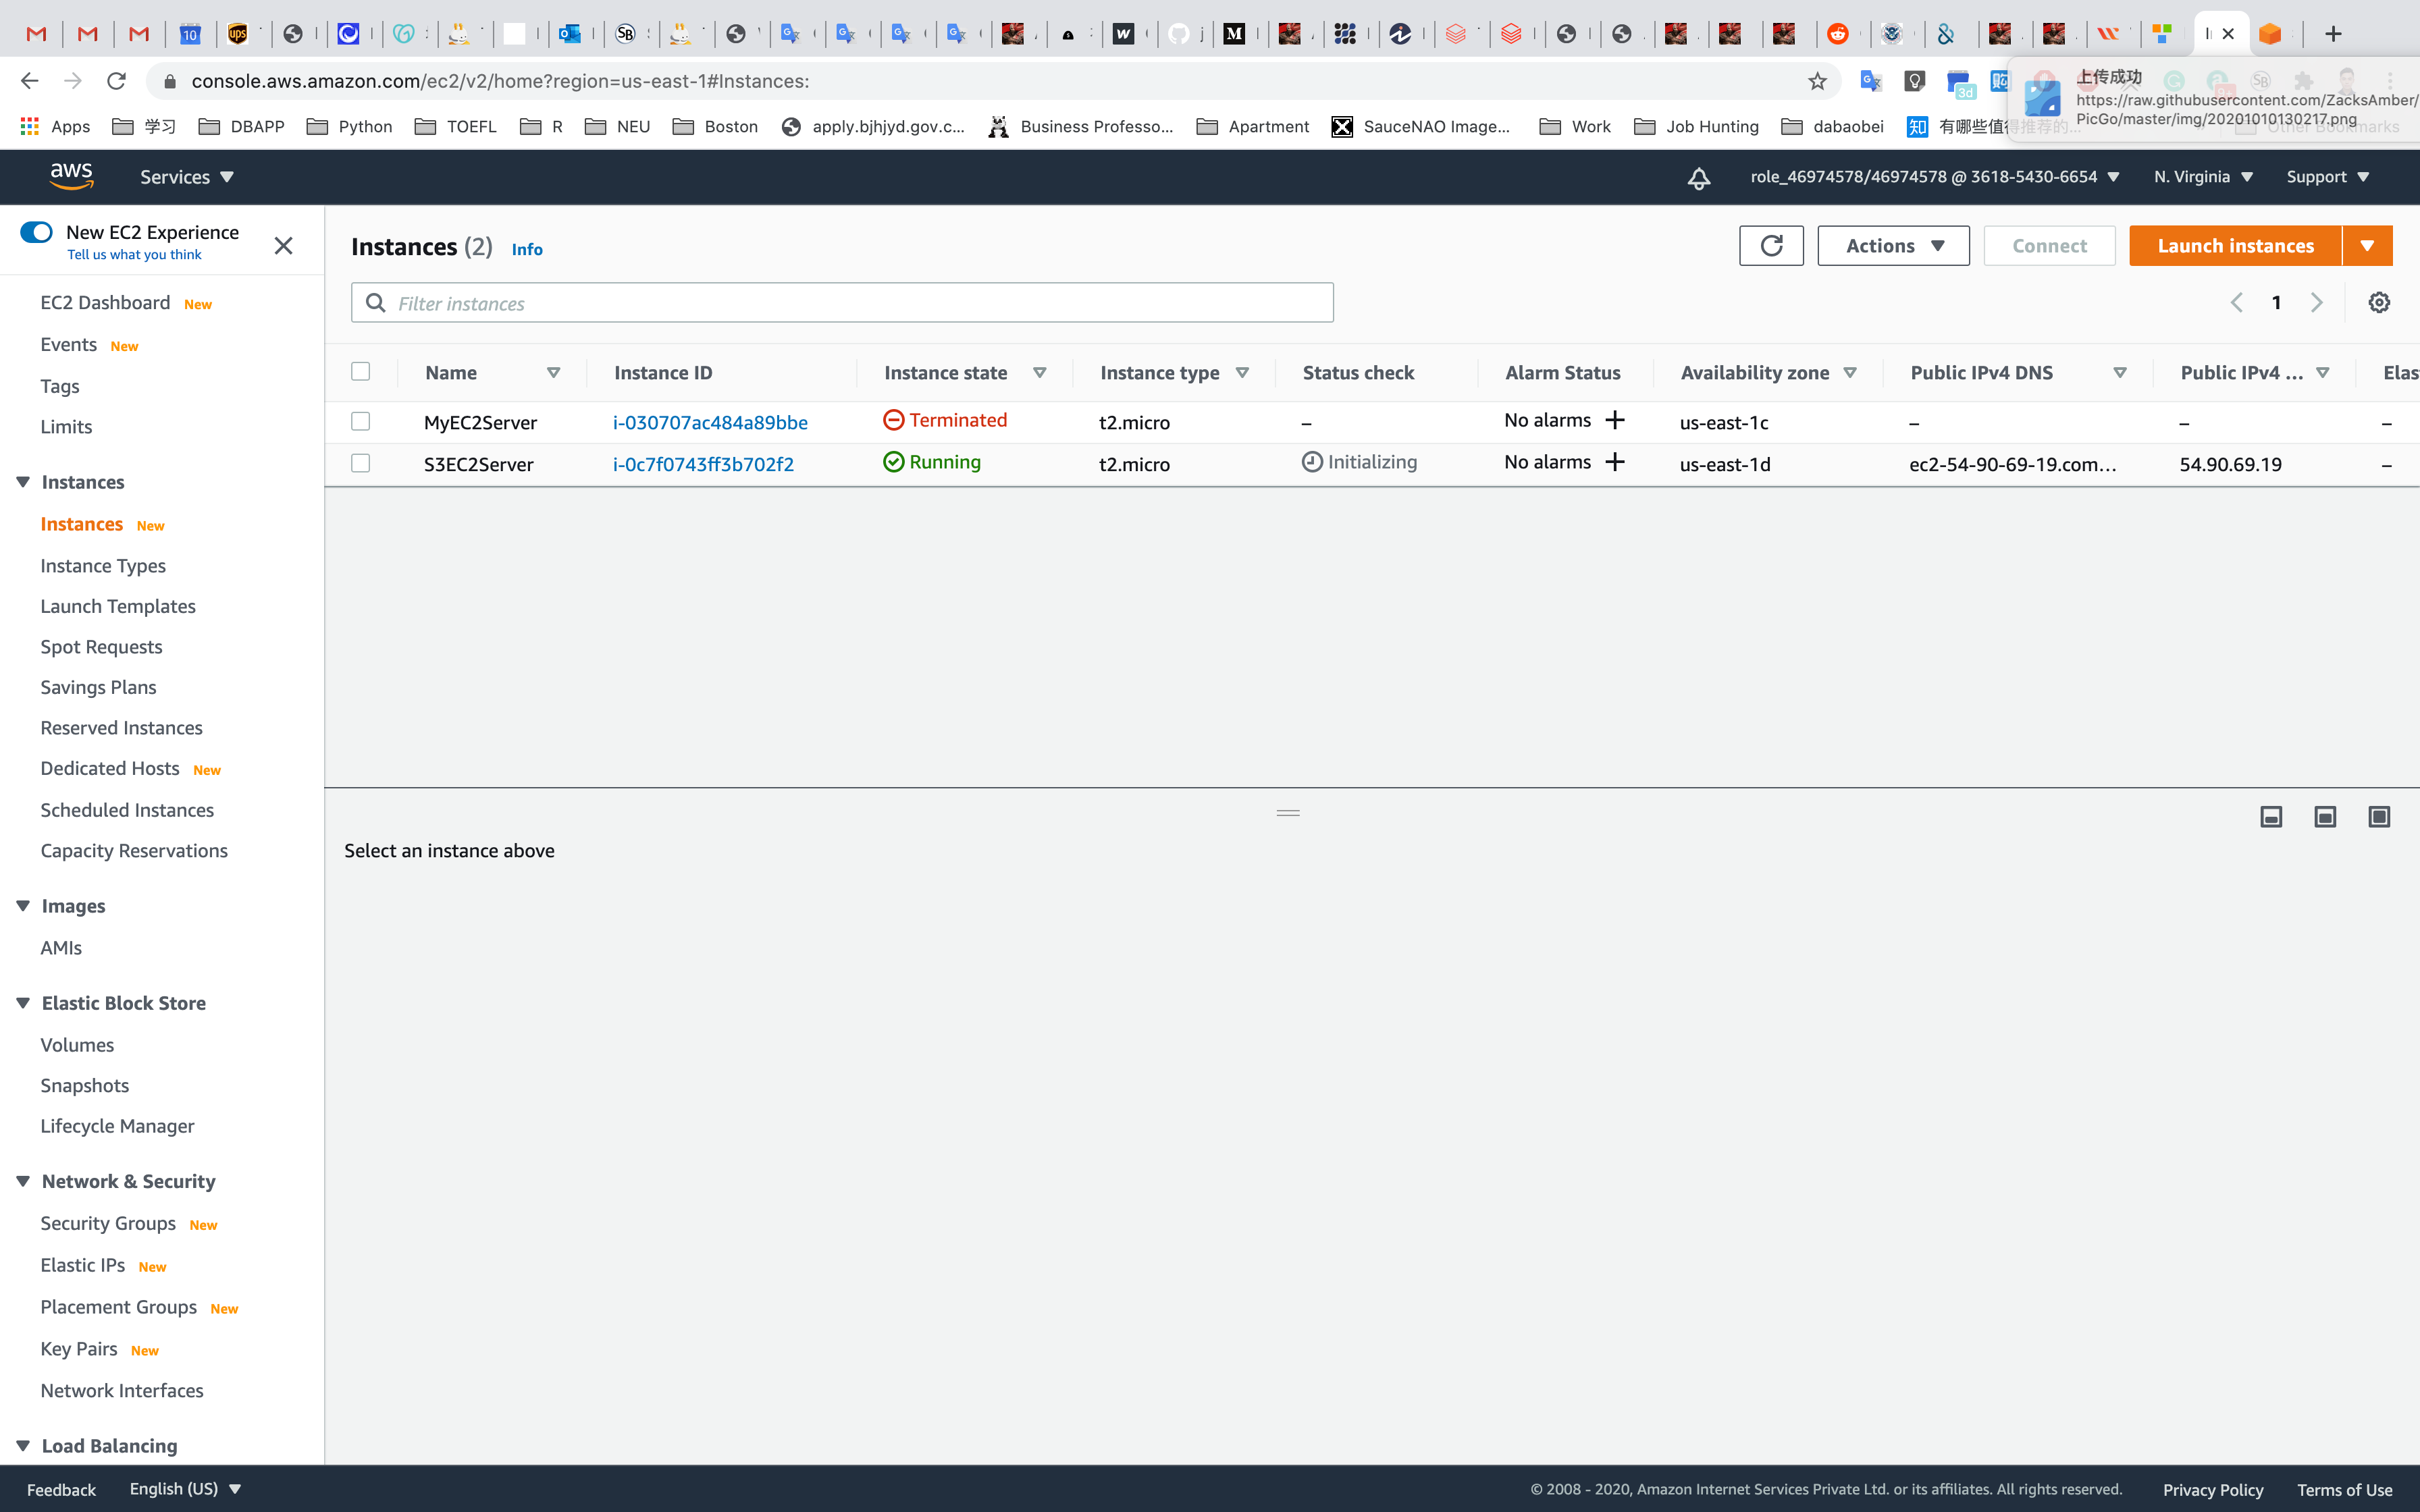 10
console.aws.amazon.com/ec2/v2/home?region=us-east-1#Instances:
3d
上传成功
https://raw.githubusercontent.com/ZacksAmber/
PicGo/master/img/20201010130217.png
Apps
学习
DBAPP
Python
TOEFL
R
NEU
Boston
apply.bjhjyd.gov.c...
Business Professo...
Apartment
SauceNAO Image...
Work
Job Hunting
dabaobei
有哪些值得推荐的...
Other Bookmarks
aws
Services
role_46974578/46974578 @ 3618-5430-6654
N. Virginia
Support
New EC2 Experience
Tell us what you think
EC2 Dashboard New
Events New
Tags
Limits
Instances
Instances New
Instance Types
Launch Templates
Spot Requests
Savings Plans
Reserved Instances
Dedicated Hosts New
Scheduled Instances
Capacity Reservations
Images
AMIs
Elastic Block Store
Volumes
Snapshots
Lifecycle Manager
Network & Security
Security Groups New
Elastic IPs New
Placement Groups New
Key Pairs New
Network Interfaces
Load Balancing
Instances (2) Info
Actions
Connect
Launch instances
Filter instances
1
Name Instance ID Instance state Instance type Status check Alarm Status Availability zone Public IPv4 DNS Public IPv4 ... Elas
MyEC2Server i-030707ac484a89bbe Terminated t2.micro – No alarms + us-east-1c – – –
S3EC2Server i-0c7f0743ff3b702f2 Running t2.micro Initializing No alarms + us-east-1d ec2-54-90-69-19.com... 54.90.69.19 –
Select an instance above
Feedback
English (US)
© 2008 - 2020, Amazon Internet Services Private Ltd. or its affiliates. All rights reserved.
Privacy Policy
Terms of Use